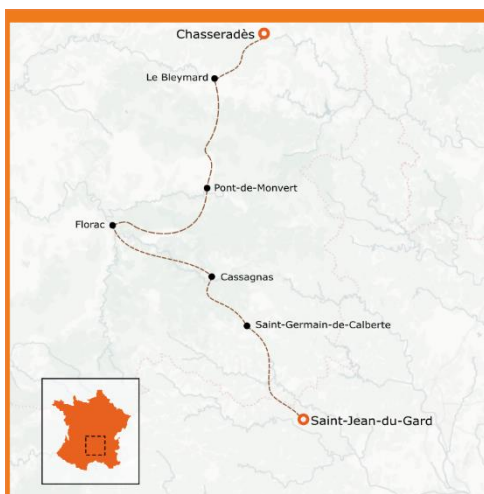 Chasseradès
Le Bleymard
Pont-de-Monvert
Florac
Cassagnas
Saint-Germain-de-Calberte
Saint-Jean-du-Gard